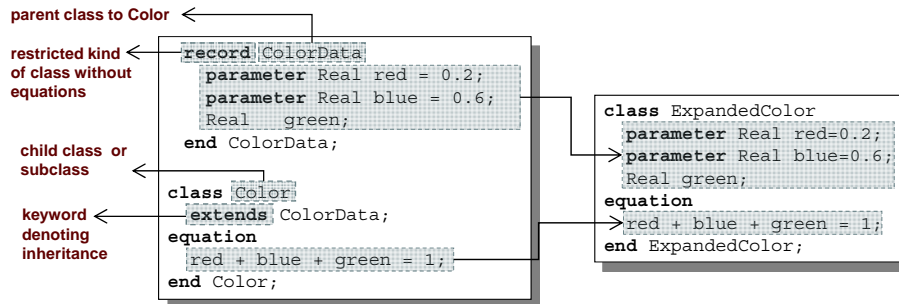 parent class to Color
restricted kind
of class without
equations
child class or
subclass
keyword
denoting
inheritance
record ColorData
parameter Real red = 0.2;
parameter Real blue = 0.6;
Real green;
end ColorData;
class Color
extends ColorData;
equation
red + blue + green = 1;
end Color;
class ExpandedColor
parameter Real red=0.2;
parameter Real blue=0.6;
Real green;
equation
red + blue + green = 1;
end ExpandedColor;